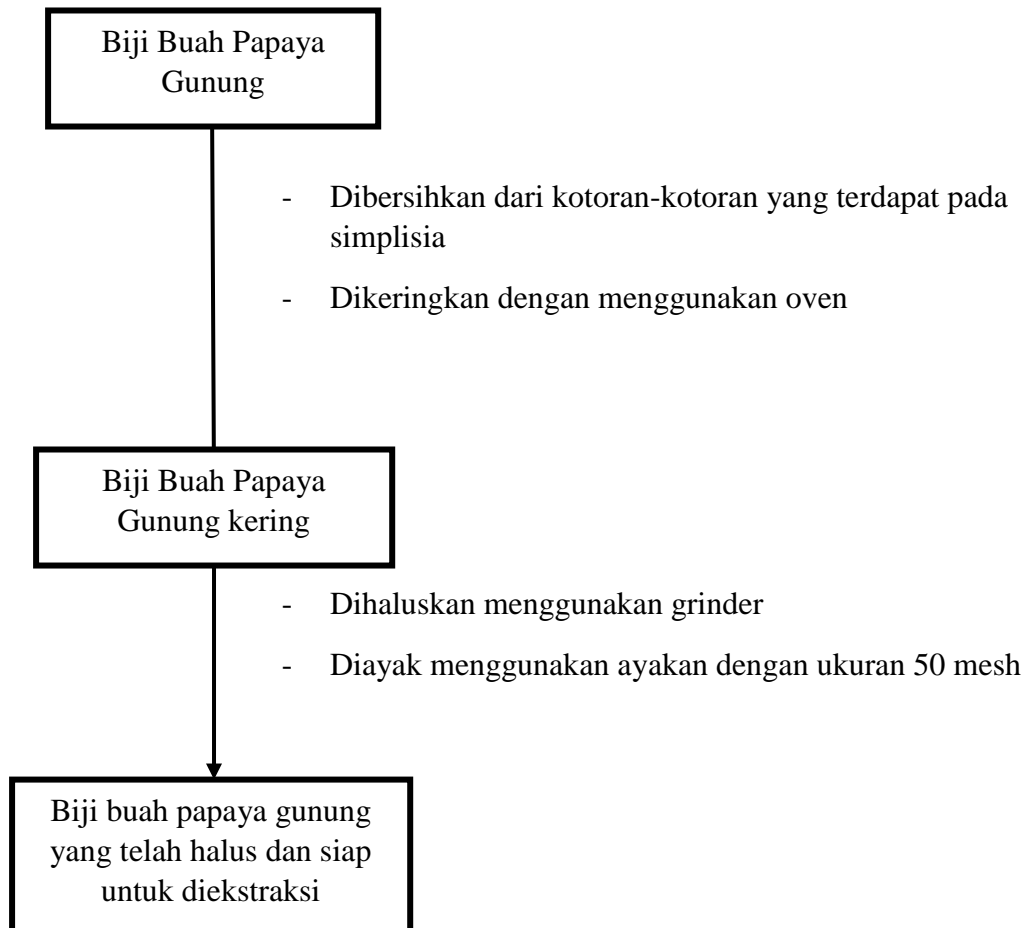 Biji Buah Papaya
Gunung
- Dibersihkan dari kotoran-kotoran yang terdapat pada
simplisia
- Dikeringkan dengan menggunakan oven
Biji Buah Papaya
Gunung kering
- Dihaluskan menggunakan grinder
- Diayak menggunakan ayakan dengan ukuran 50 mesh
Biji buah papaya gunung
yang telah halus dan siap
untuk diekstraksi